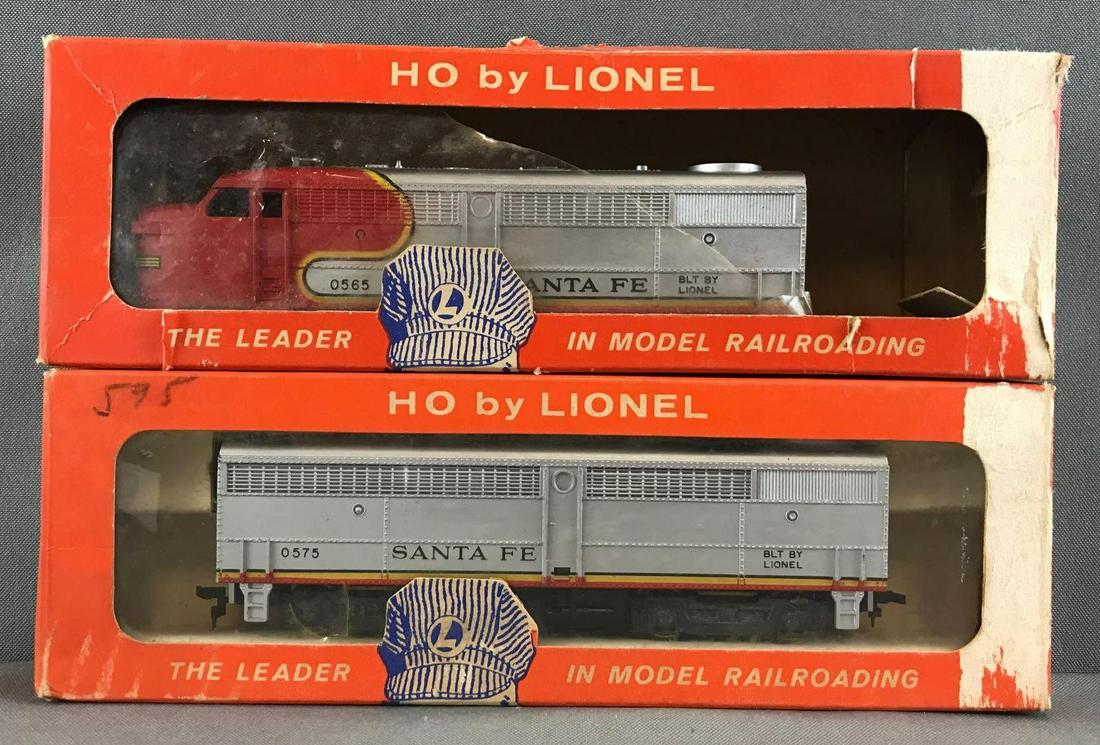 HO by LIONEL
0565
ANTA FE
BLT BY
LIONEL
L
THE LEADER
IN MODEL RAILROADING
575
HO by LIONEL
0575
SANTA FE
BLT BY
LIONEL
L
THE LEADER
IN MODEL RAILROADING